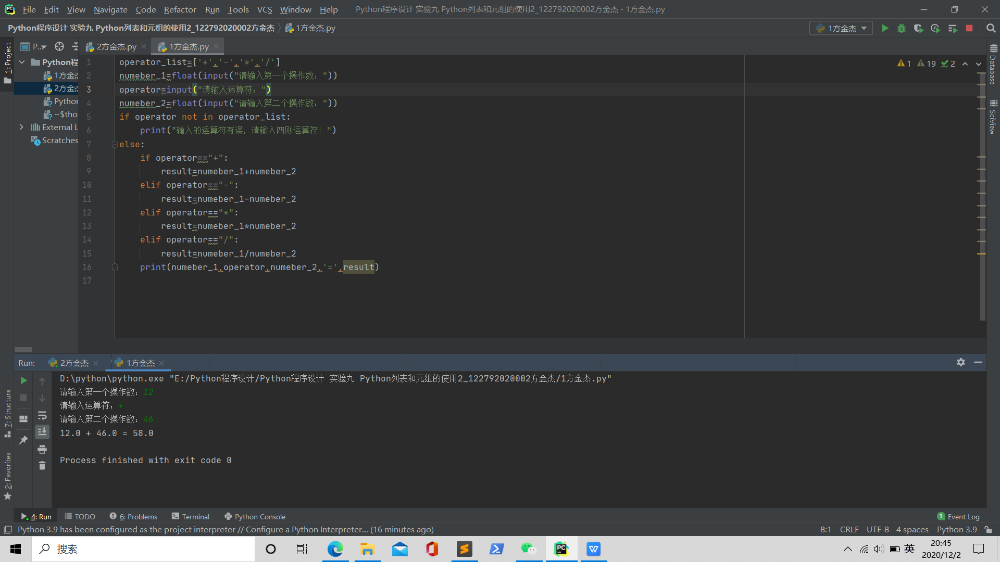 File Edit View Navigate Code Refactor Run Tools VCS Window Help Python程序设计 实验九 Python列表和元组的使用2_122792020002方金杰 - 1方金杰.py
Python程序设计 实验九 Python列表和元组的使用2_122792020002方金杰 1方金杰.py 1方金杰
1: Project P.. 2方金杰.py 1方金杰.py
Python程
1方金杰
2方金杰
Python
~$tho
External L
Scratches
1 operator_list=['+','-','*','/']
2 numeber_1=float(input("请输入第一个操作数："))
3 operator=input("请输入运算符：")
4 numeber_2=float(input("请输入第二个操作数："))
5 if operator not in operator_list:
6 print("输入的运算符有误，请输入四则运算符！")
7 else:
8 if operator=="+":
9 result=numeber_1+numeber_2
10 elif operator=="-":
11 result=numeber_1-numeber_2
12 elif operator=="*":
13 result=numeber_1*numeber_2
14 elif operator=="/":
15 result=numeber_1/numeber_2
16 print(numeber_1,operator,numeber_2,'=',result)
17
1 19 2
Database
SciView
Run: 2方金杰 1方金杰
D:\python\python.exe "E:/Python程序设计/Python程序设计 实验九 Python列表和元组的使用2_122792020002方金杰/1方金杰.py"
请输入第一个操作数：12
请输入运算符：+
请输入第二个操作数：46
12.0 + 46.0 = 58.0
Process finished with exit code 0
7: Structure
2: Favorites
4: Run TODO 6: Problems Terminal Python Console 1 Event Log
Python 3.9 has been configured as the project interpreter // Configure a Python Interpreter... (16 minutes ago) 8:1 CRLF UTF-8 4 spaces Python 3.9
搜索 英 20:45
2020/12/2